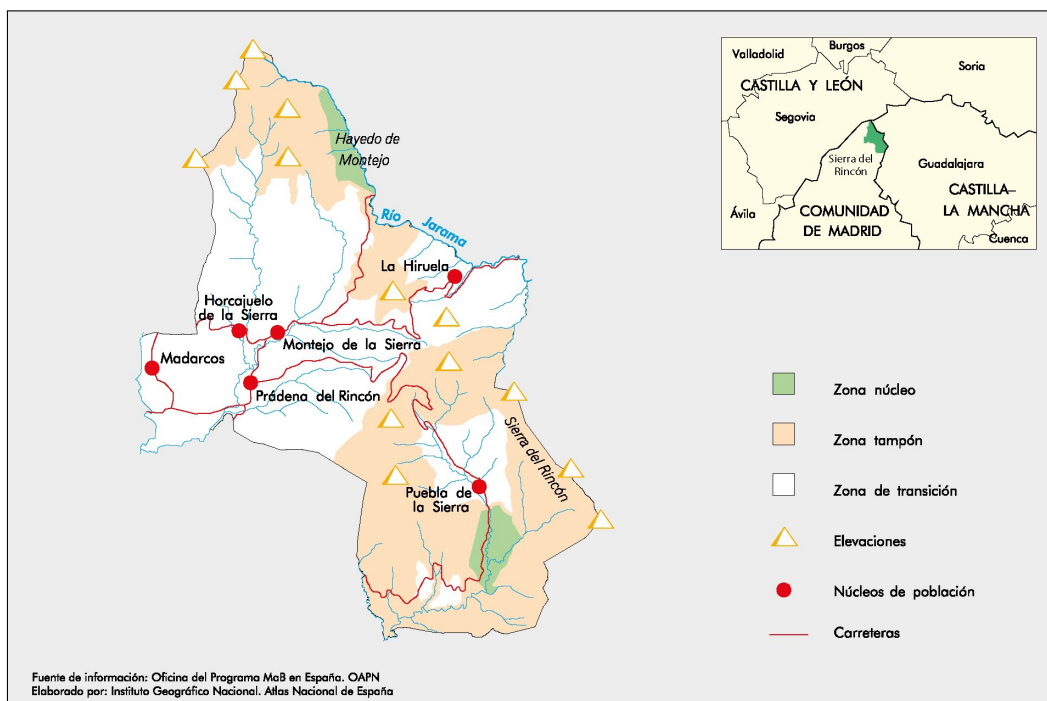 Hayedo de
Montejo
Río Jarama
La Hiruela
Horcajuelo
de la Sierra
Montejo de la Sierra
Madarcos
Prádena del Rincón
Sierra del Rincón
Puebla de
la Sierra
Valladolid
Burgos
Soria
CASTILLA Y LEÓN
Segovia
Sierra del
Rincón
Guadalajara
CASTILLA–
LA MANCHA
Ávila
COMUNIDAD
DE MADRID
Cuenca
Zona núcleo
Zona tampón
Zona de transición
Elevaciones
Núcleos de población
Carreteras
Fuente de información: Oficina del Programa MaB en España. OAPN
Elaborado por: Instituto Geográfico Nacional. Atlas Nacional de España